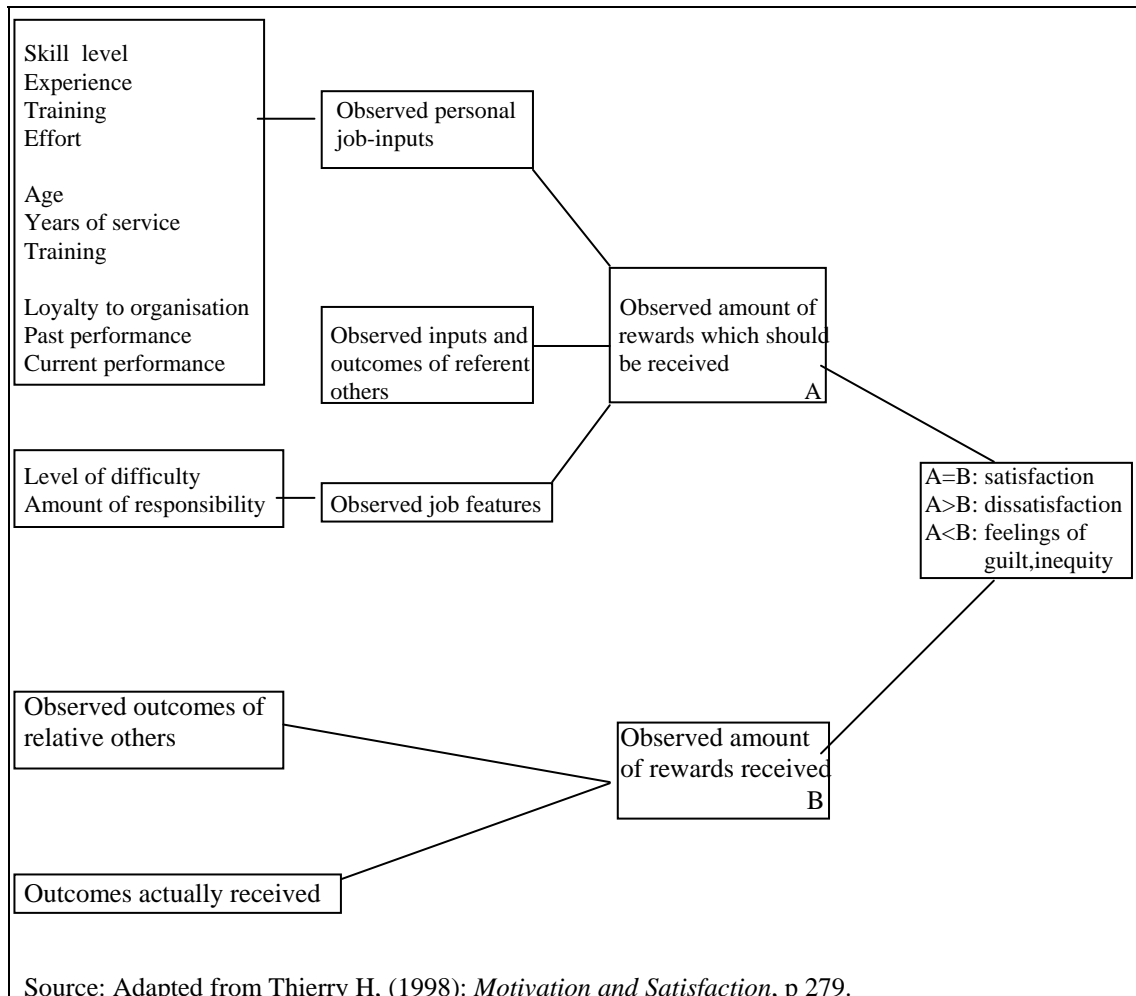 Skill level
Experience
Training
Effort
Age
Years of service
Training
Loyalty to organisation
Past performance
Current performance
Observed personal
job-inputs
Observed inputs and
outcomes of referent
others
Level of difficulty
Amount of responsibility
Observed job features
Observed amount of
rewards which should
be received
A
A=B: satisfaction
A>B: dissatisfaction
A<B: feelings of
guilt,inequity
Observed outcomes of
relative others
Outcomes actually received
Observed amount
of rewards received
B
Source: Adapted from Thierry H, (1998): Motivation and Satisfaction, p 279.